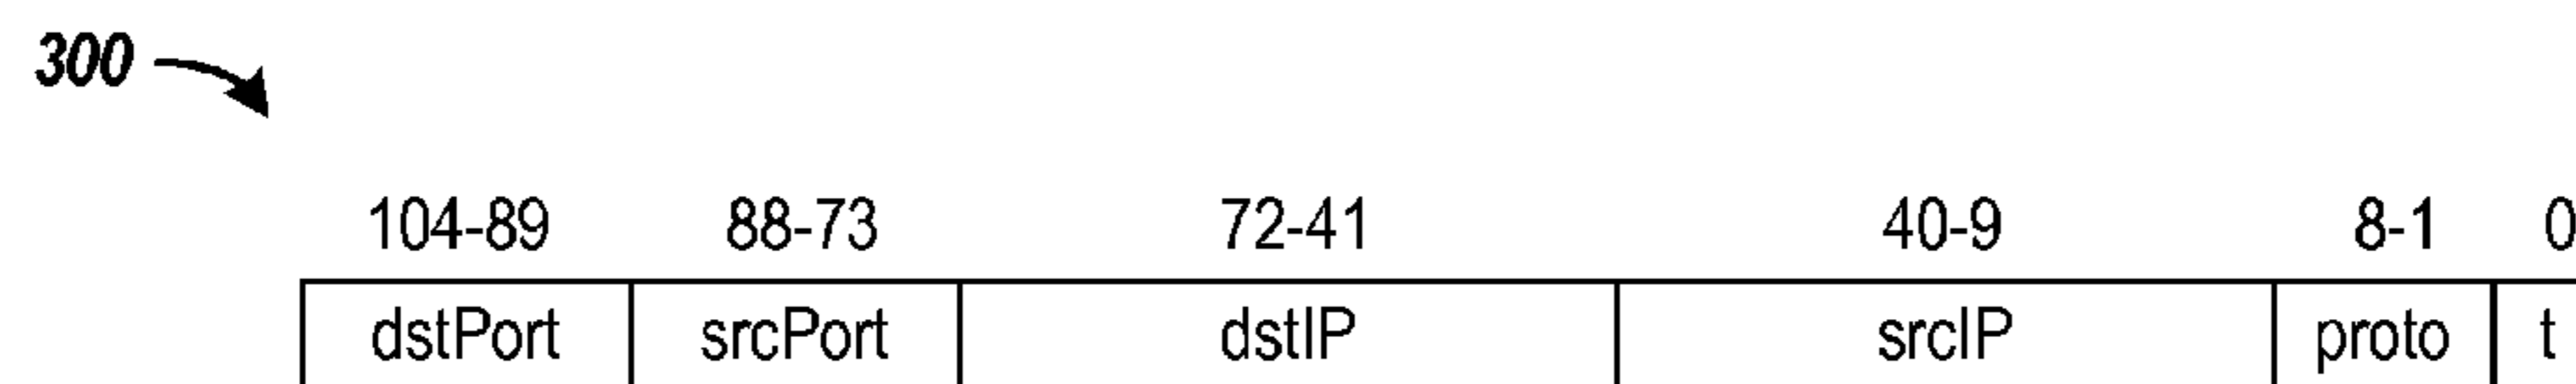 300
104-89 88-73 72-41 40-9 8-1 0
dstPort srcPort dstIP srcIP proto t